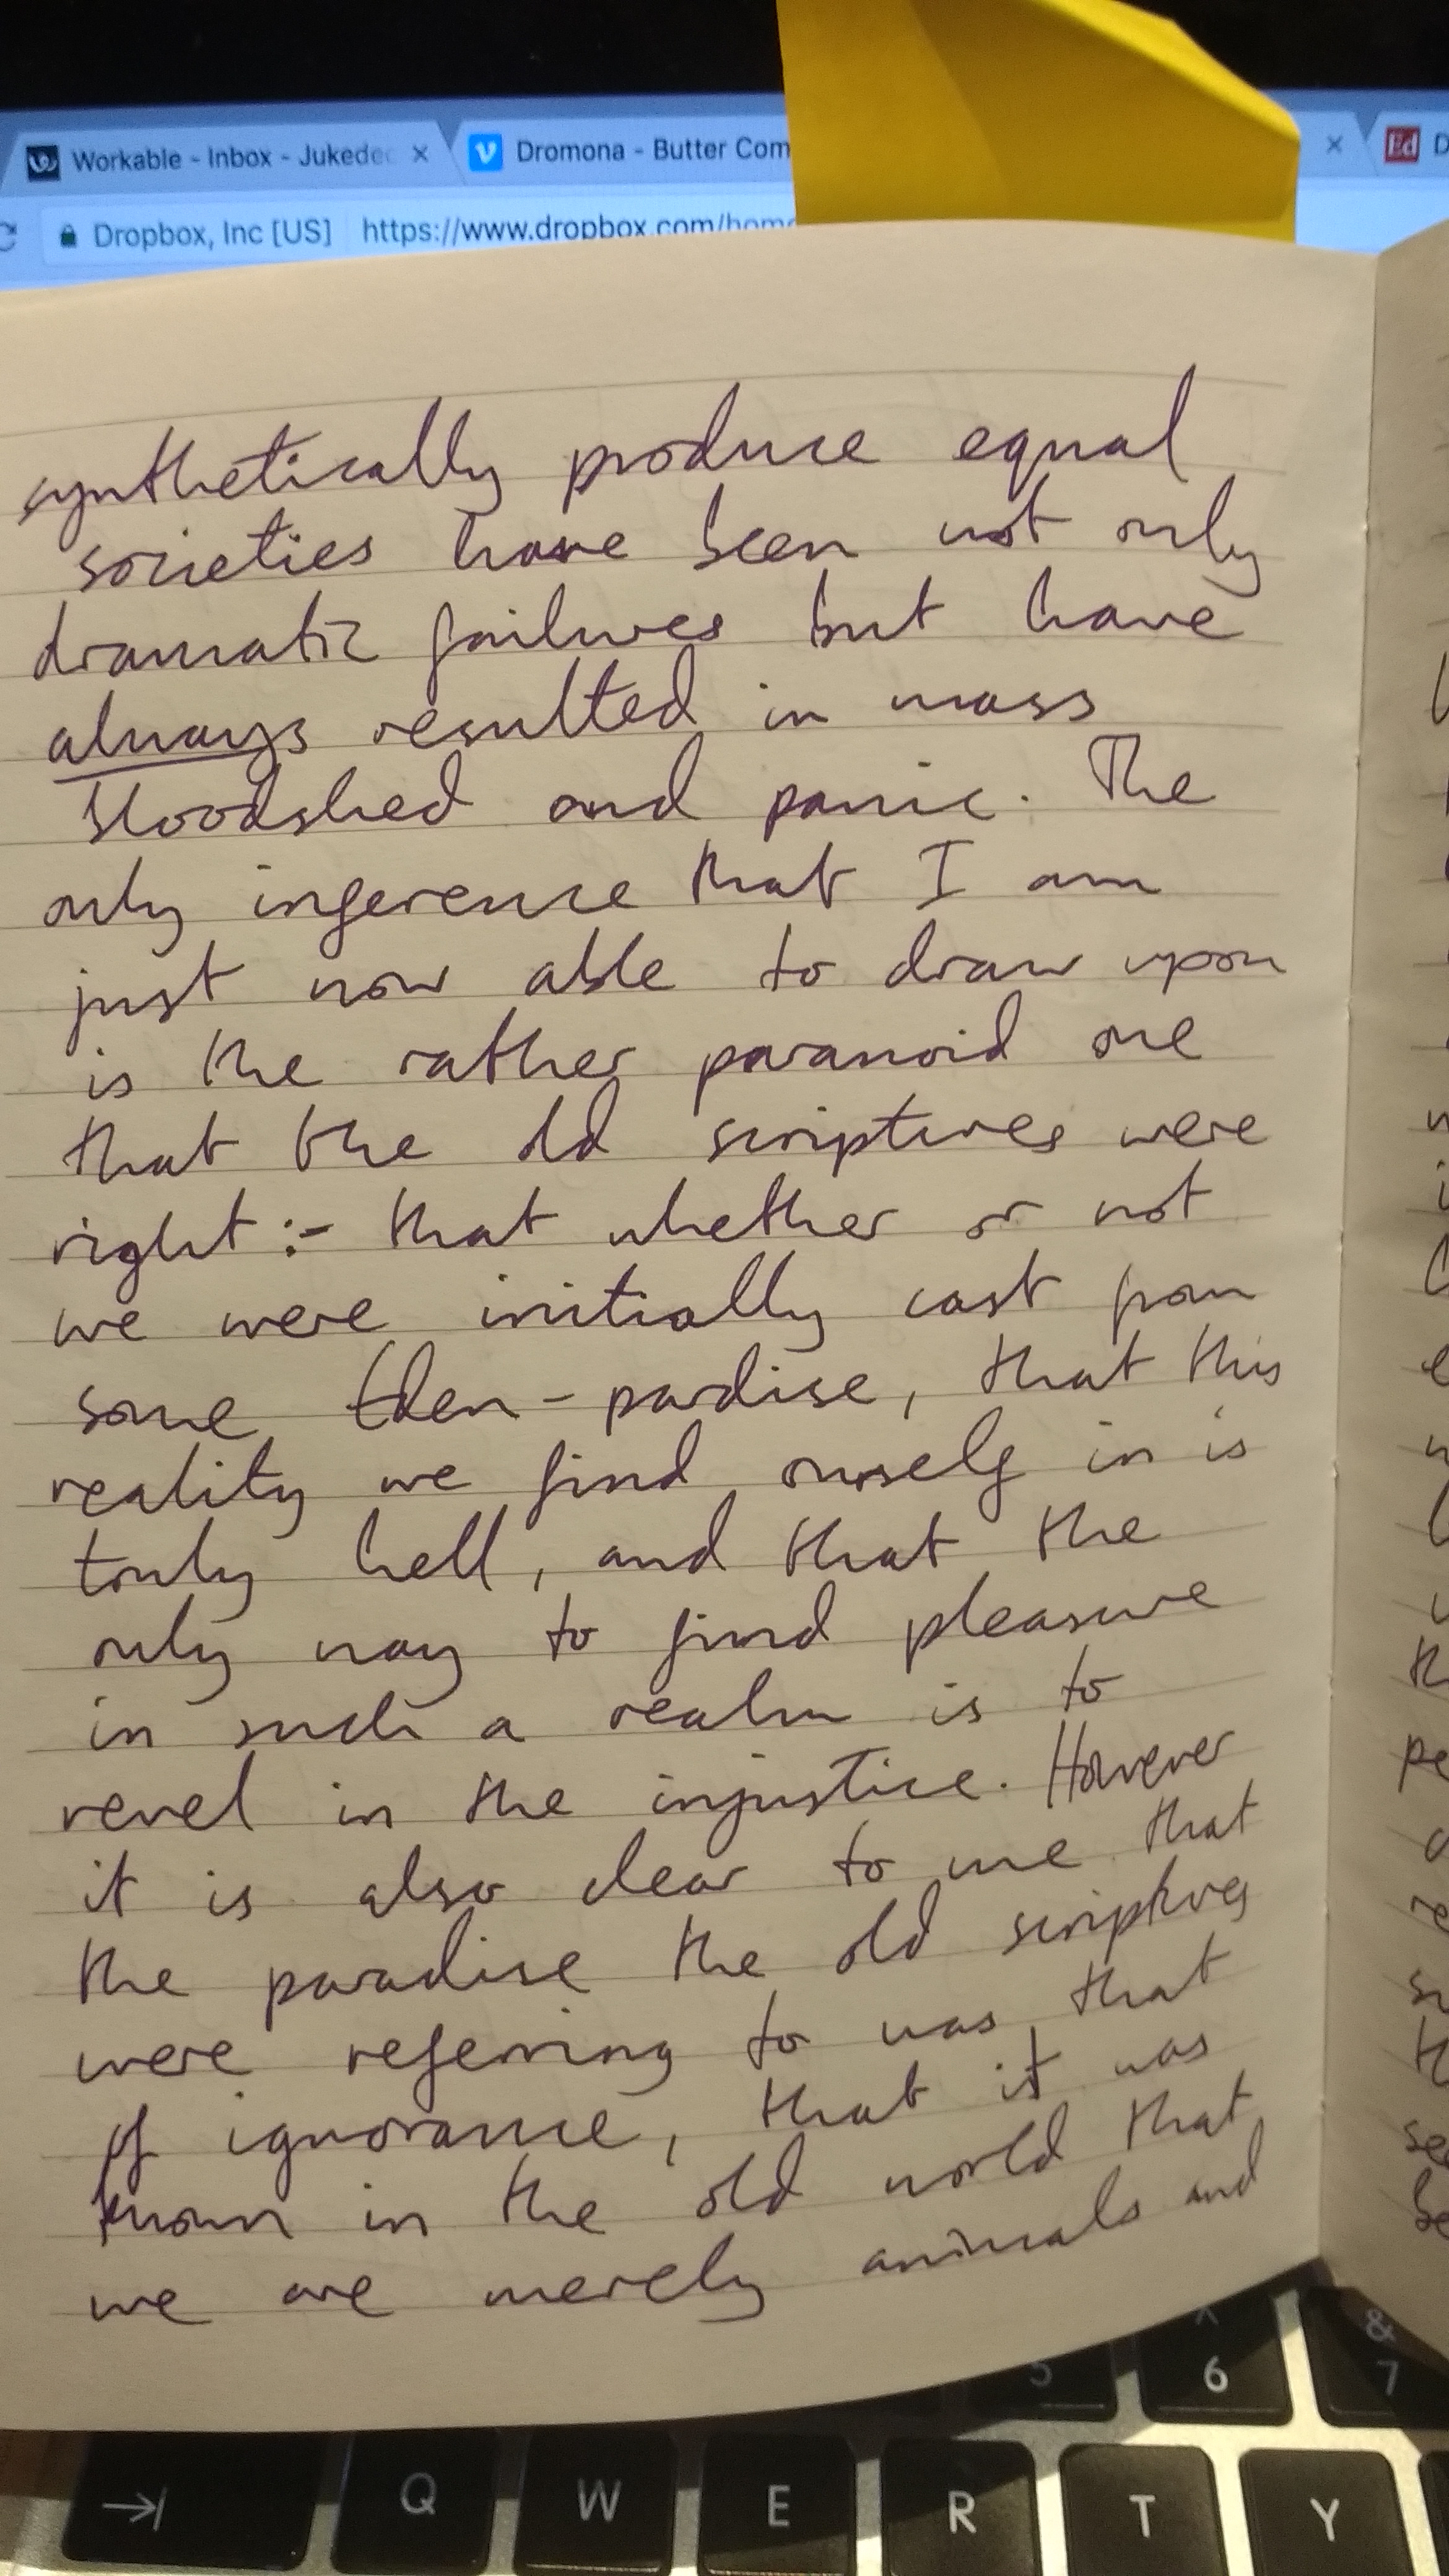 Workable - Inbox - Jukedec × Dromona - Butter Com × Ed D
Dropbox, Inc [US] https://www.dropbox.com/home
synthetically produce equal
societies have been not only
dramatic failures but have
always resulted in mass
bloodshed and panic. The
only inference that I am
just now able to draw upon
is the rather paranoid one
that the old scriptures were
right :- that whether or not
we were initially cast from
some Eden-pardise, that this
reality we find ourself in is
truly hell, and that the
only way to find pleasure
in such a realm is to
revel in the injustice. However
it is also clear to me that
the paradise the old scriptures
were referring to was that
of ignorance, that it was
known in the old world that
we are merely animals and
5 6 & 7
Q W E R T Y